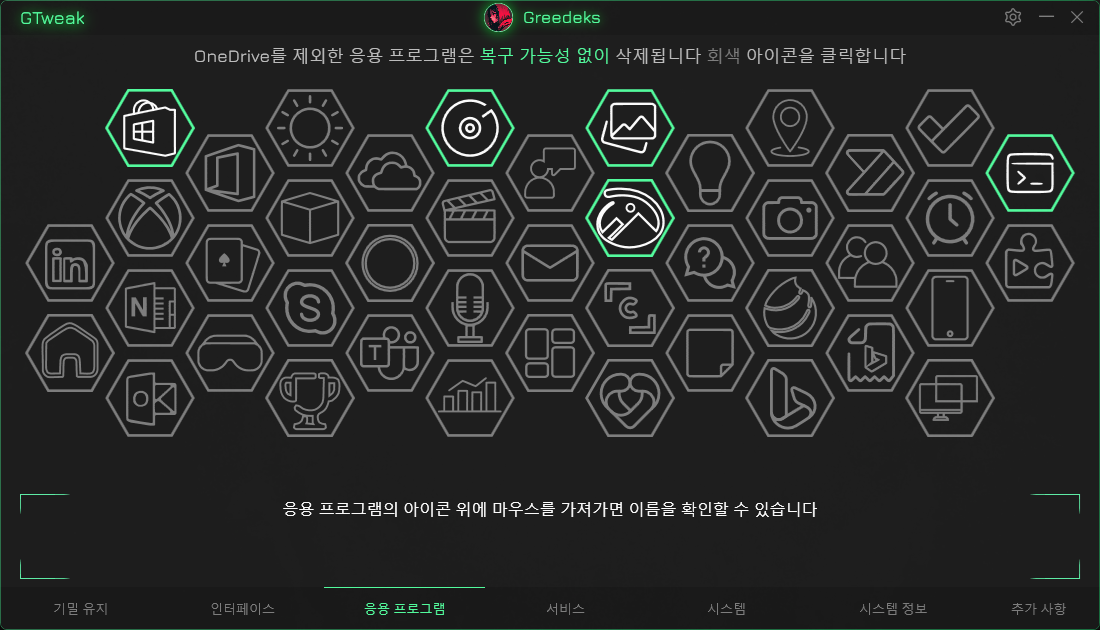 GTweak
Greedeks
OneDrive를 제외한 응용 프로그램은 복구 가능성 없이 삭제됩니다 회색 아이콘을 클릭합니다
in
N
S
T
O
응용 프로그램의 아이콘 위에 마우스를 가져가면 이름을 확인할 수 있습니다
기밀 유지
인터페이스
응용 프로그램
서비스
시스템
시스템 정보
추가 사항